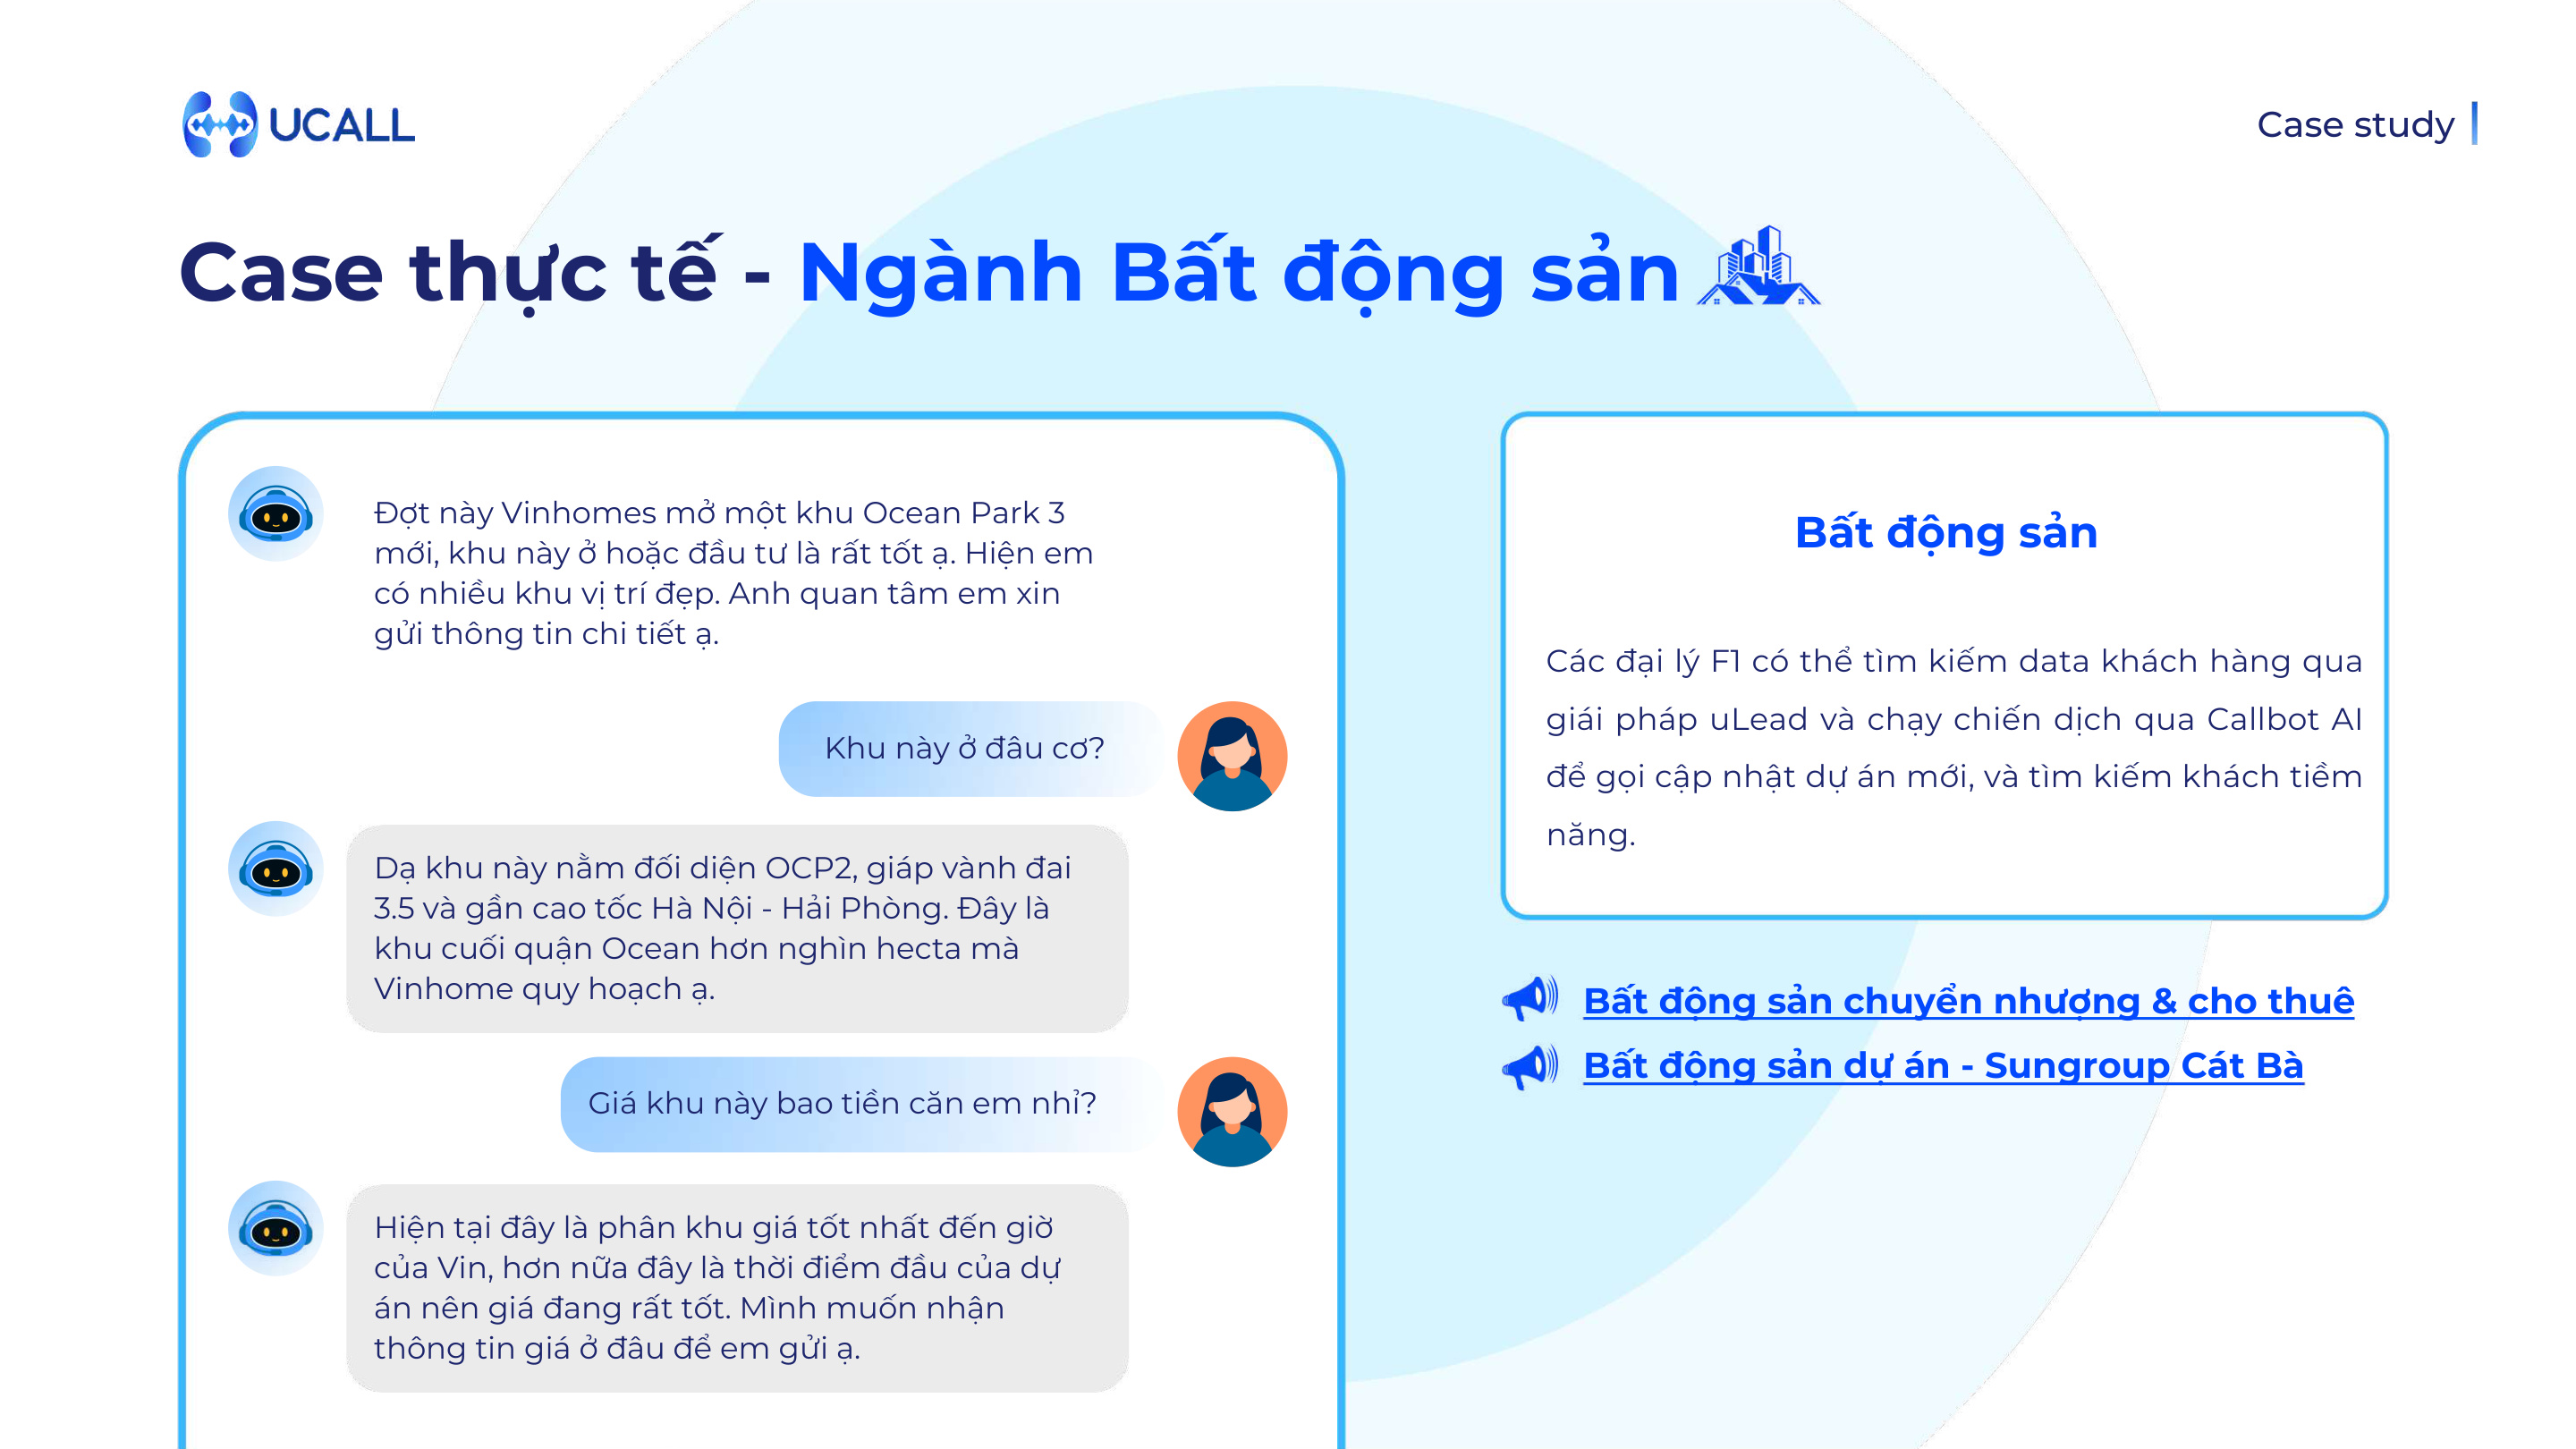 UCALL
Case study
Case thực tế - Ngành Bất động sản
Đợt này Vinhomes mở một khu Ocean Park 3
mới, khu này ở hoặc đầu tư là rất tốt ạ. Hiện em
có nhiều khu vị trí đẹp. Anh quan tâm em xin
gửi thông tin chi tiết ạ.
Khu này ở đâu cơ?
Dạ khu này nằm đối diện OCP2, giáp vành đai
3.5 và gần cao tốc Hà Nội - Hải Phòng. Đây là
khu cuối quận Ocean hơn nghìn hecta mà
Vinhome quy hoạch ạ.
Giá khu này bao tiền căn em nhỉ?
Hiện tại đây là phân khu giá tốt nhất đến giờ
của Vin, hơn nữa đây là thời điểm đầu của dự
án nên giá đang rất tốt. Mình muốn nhận
thông tin giá ở đâu để em gửi ạ.
Bất động sản
Các đại lý F1 có thể tìm kiếm data khách hàng qua
giái pháp uLead và chạy chiến dịch qua Callbot AI
để gọi cập nhật dự án mới, và tìm kiếm khách tiềm
năng.
Bất động sản chuyển nhượng & cho thuê
Bất động sản dự án - Sungroup Cát Bà